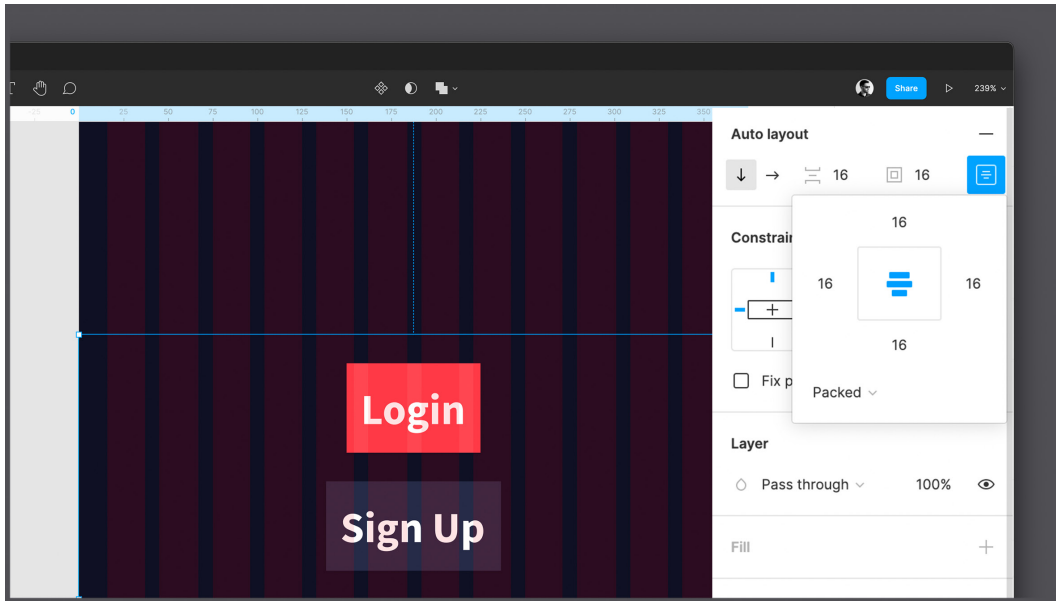 T
Share
239%
-25 0 25 50 75 100 125 150 175 200 225 250 275 300 325 350
Auto layout
16 16
16
Constrain
16 16
16
Fix p
Packed
Login
Layer
Pass through 100%
Sign Up
Fill